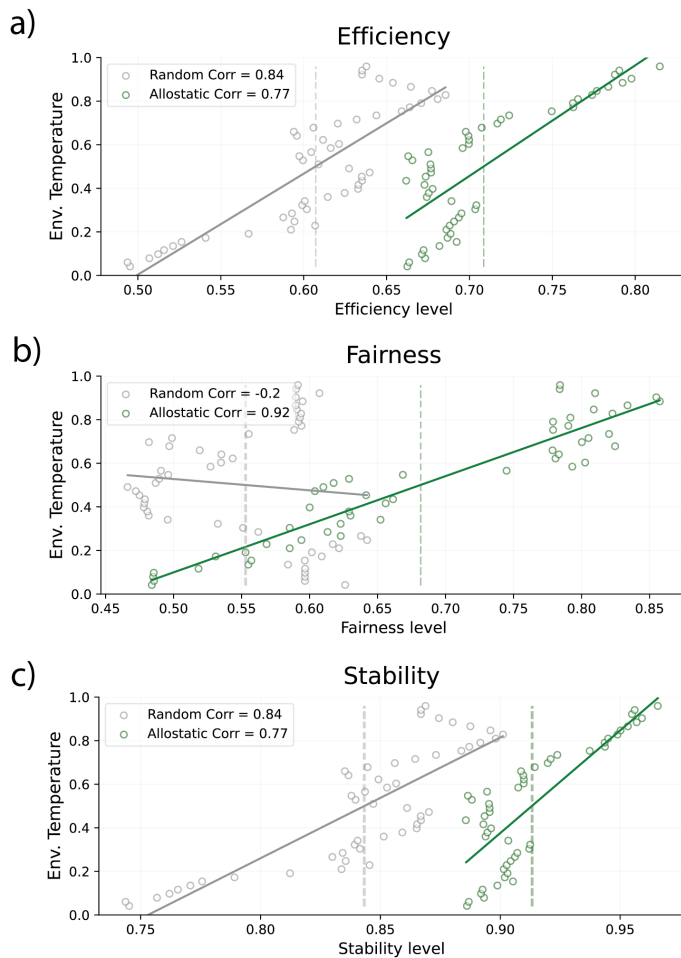 a)
Efficiency
Random Corr = 0.84
Allostatic Corr = 0.77
Env. Temperature
1.0
0.8
0.6
0.4
0.2
0.0
0.50 0.55 0.60 0.65 0.70 0.75 0.80
Efficiency level
b)
Fairness
Random Corr = -0.2
Allostatic Corr = 0.92
Env. Temperature
1.0
0.8
0.6
0.4
0.2
0.0
0.45 0.50 0.55 0.60 0.65 0.70 0.75 0.80 0.85
Fairness level
c)
Stability
Random Corr = 0.84
Allostatic Corr = 0.77
Env. Temperature
1.0
0.8
0.6
0.4
0.2
0.0
0.75 0.80 0.85 0.90 0.95
Stability level